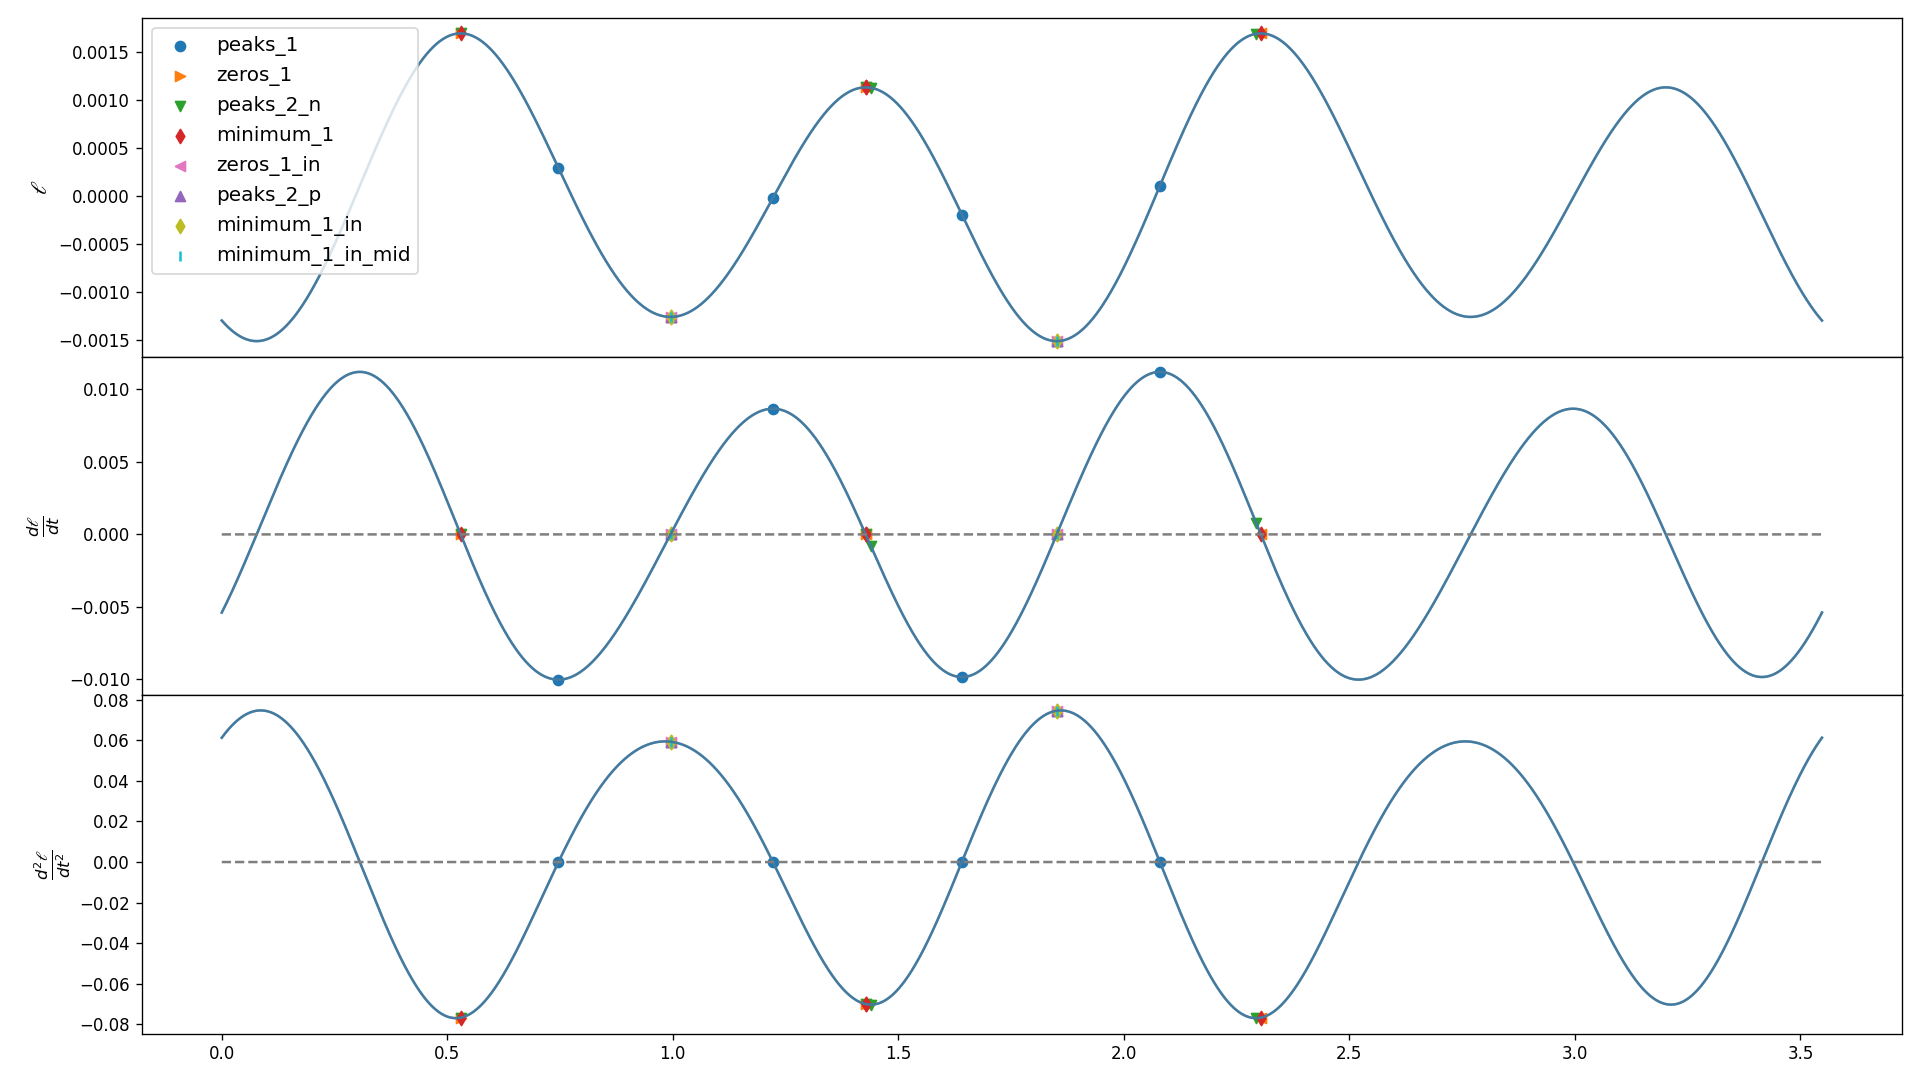 peaks_1
zeros_1
peaks_2_n
minimum_1
zeros_1_in
peaks_2_p
minimum_1_in
minimum_1_in_mid
0.0015
0.0010
0.0005
0.0000
−0.0005
−0.0010
−0.0015
ℓ
0.010
0.005
0.000
−0.005
−0.010
dℓ
dt
0.08
0.06
0.04
0.02
0.00
−0.02
−0.04
−0.06
−0.08
d²ℓ
dt²
0.0 0.5 1.0 1.5 2.0 2.5 3.0 3.5